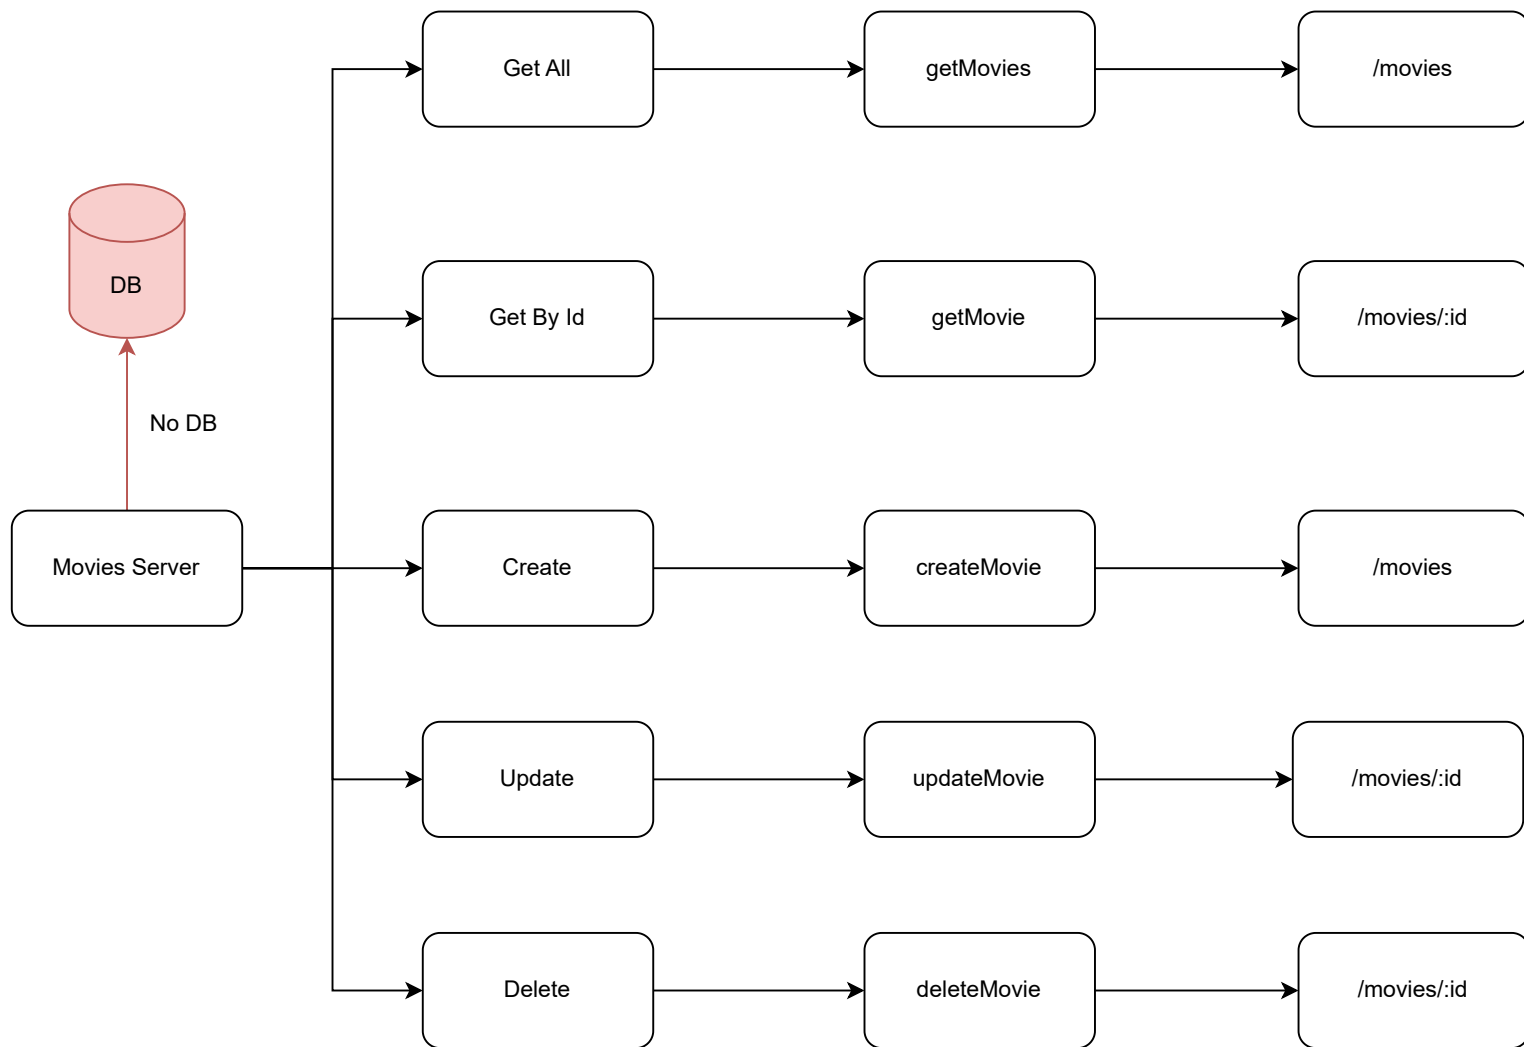 Get All
getMovies
/movies
DB
Get By Id
getMovie
/movies/:id
No DB
Movies Server
Create
createMovie
/movies
Update
updateMovie
/movies/:id
Delete
deleteMovie
/movies/:id